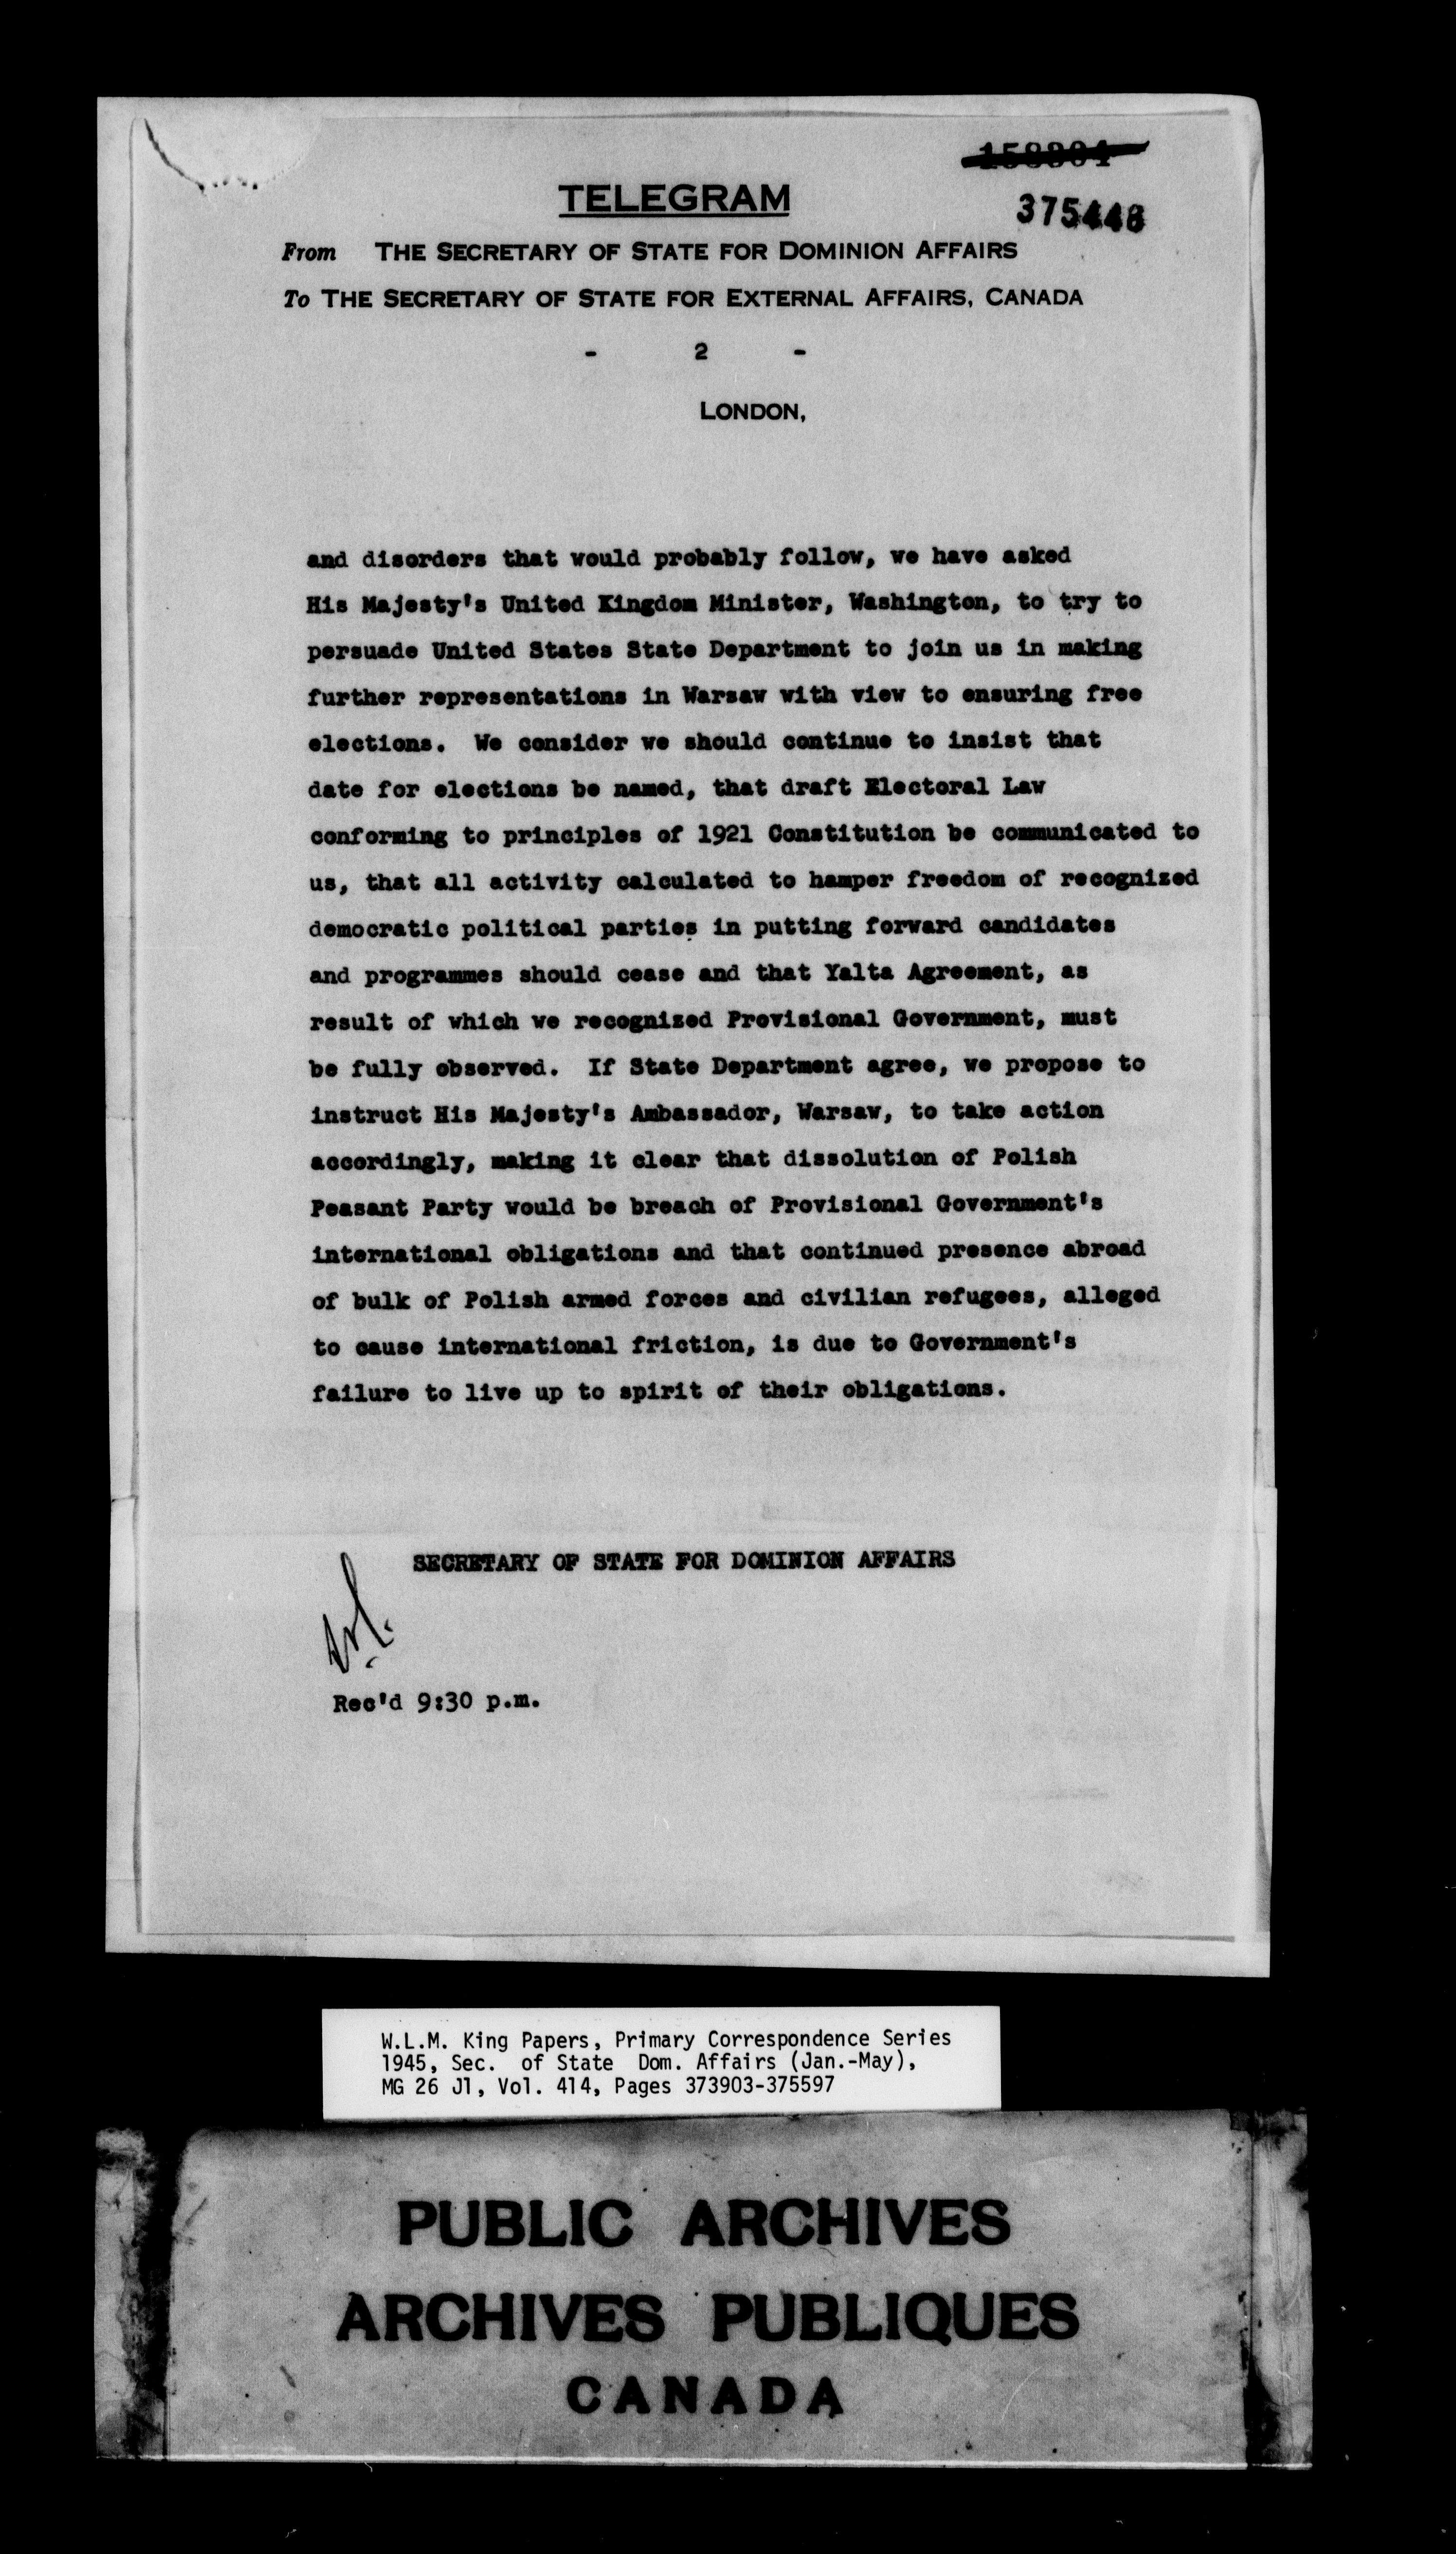 TELEGRAM
375448
From THE SECRETARY OF STATE FOR DOMINION AFFAIRS
To THE SECRETARY OF STATE FOR EXTERNAL AFFAIRS, CANADA
- 2 -
LONDON,
and disorders that would probably follow, we have asked
His Majesty's United Kingdom Minister, Washington, to try to
persuade United States State Department to join us in making
further representations in Warsaw with view to ensuring free
elections. We consider we should continue to insist that
date for elections be named, that draft Electoral Law
conforming to principles of 1921 Constitution be communicated to
us, that all activity calculated to hamper freedom of recognized
democratic political parties in putting forward candidates
and programmes should cease and that Yalta Agreement, as
result of which we recognized Provisional Government, must
be fully observed. If State Department agree, we propose to
instruct His Majesty's Ambassador, Warsaw, to take action
accordingly, making it clear that dissolution of Polish
Peasant Party would be breach of Provisional Government's
international obligations and that continued presence abroad
of bulk of Polish armed forces and civilian refugees, alleged
to cause international friction, is due to Government's
failure to live up to spirit of their obligations.
SECRETARY OF STATE FOR DOMINION AFFAIRS
Rec'd 9:30 p.m.
W.L.M. King Papers, Primary Correspondence Series
1945, Sec. of State Dom. Affairs (Jan.-May),
MG 26 J1, Vol. 414, Pages 373903-375597
PUBLIC ARCHIVES
ARCHIVES PUBLIQUES
CANADA